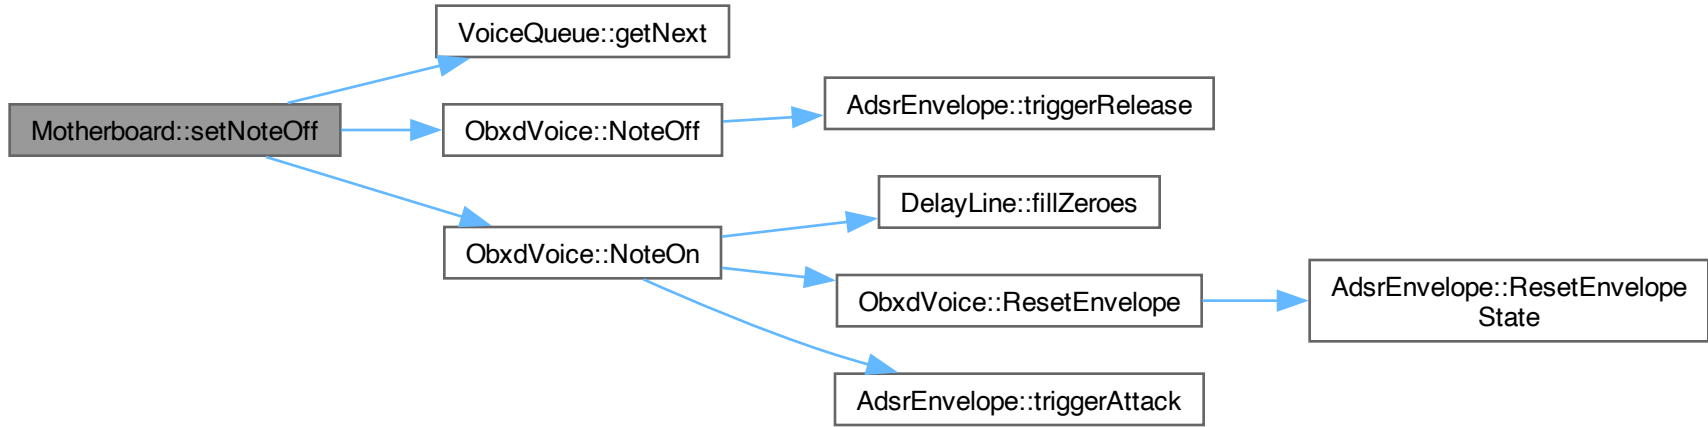 VoiceQueue::getNext
Motherboard::setNoteOff
ObxdVoice::NoteOff
AdsrEnvelope::triggerRelease
DelayLine::fillZeroes
ObxdVoice::NoteOn
ObxdVoice::ResetEnvelope
AdsrEnvelope::ResetEnvelope
State
AdsrEnvelope::triggerAttack